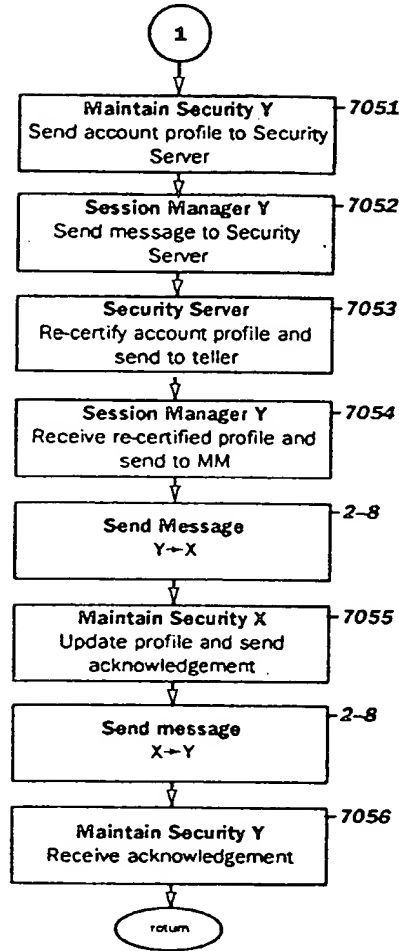 1
Maintain Security Y
7051
Send account profile to Security
Server
Session Manager Y
7052
Send message to Security
Server
Security Server
7053
Re-certify account profile and
send to teller
Session Manager Y
7054
Receive re-certified profile and
send to MM
Send Message
2-8
Y→X
Maintain Security X
7055
Update profile and send
acknowledgement
Send message
2-8
X→Y
Maintain Security Y
7056
Receive acknowledgement
return